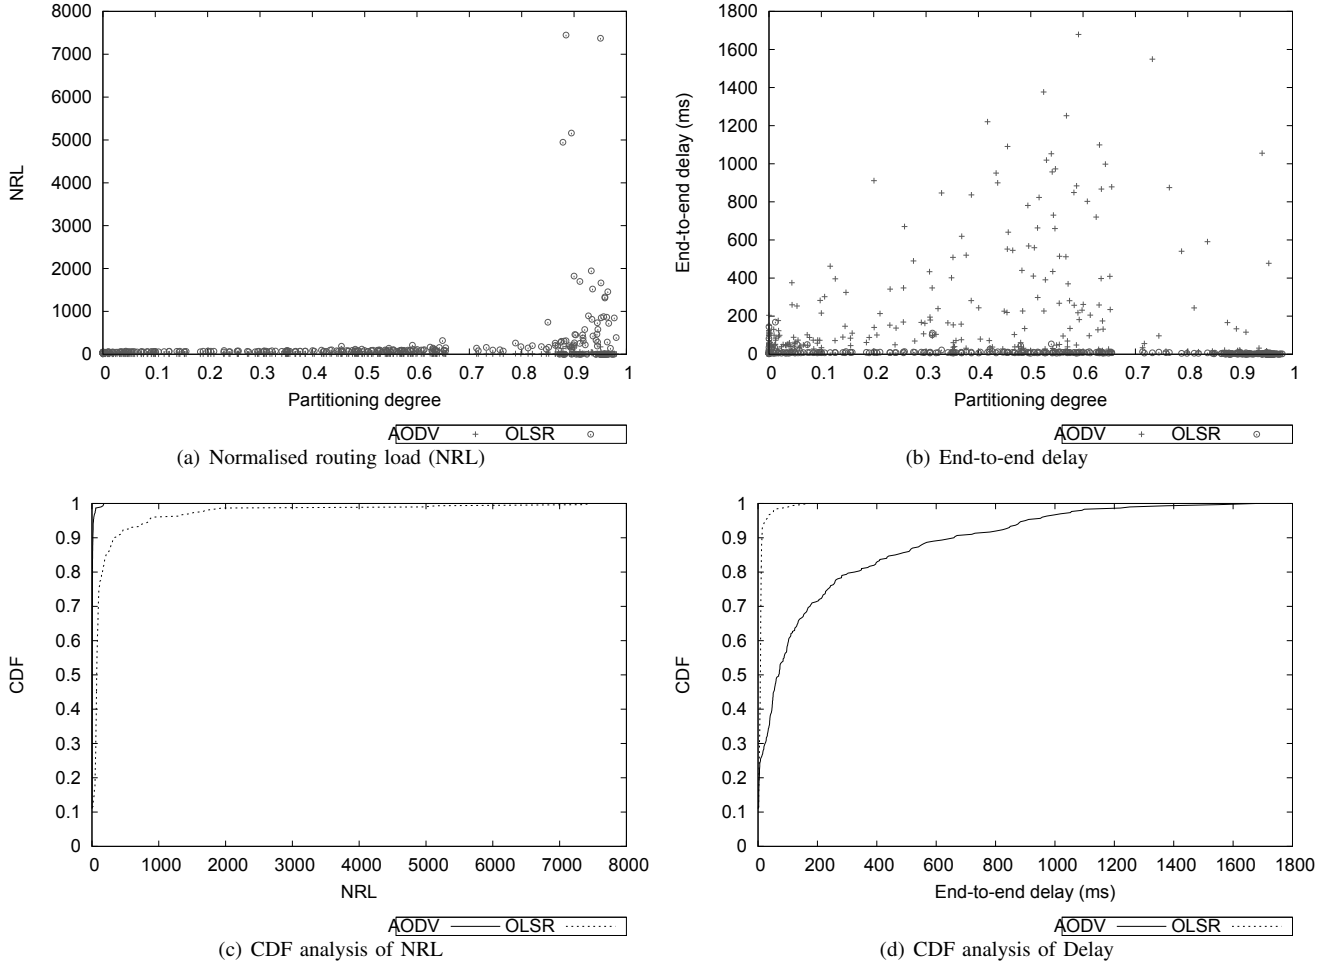 8000
7000
6000
5000
4000
3000
2000
1000
0
NRL
0 0.1 0.2 0.3 0.4 0.5 0.6 0.7 0.8 0.9 1
Partitioning degree
AODV OLSR
(a) Normalised routing load (NRL)
1800
1600
1400
1200
1000
800
600
400
200
0
End-to-end delay (ms)
0 0.1 0.2 0.3 0.4 0.5 0.6 0.7 0.8 0.9 1
Partitioning degree
AODV OLSR
(b) End-to-end delay
1
0.9
0.8
0.7
0.6
0.5
0.4
0.3
0.2
0.1
0
CDF
0 1000 2000 3000 4000 5000 6000 7000 8000
NRL
AODV OLSR
(c) CDF analysis of NRL
1
0.9
0.8
0.7
0.6
0.5
0.4
0.3
0.2
0.1
0
CDF
0 200 400 600 800 1000 1200 1400 1600 1800
End-to-end delay (ms)
AODV OLSR
(d) CDF analysis of Delay